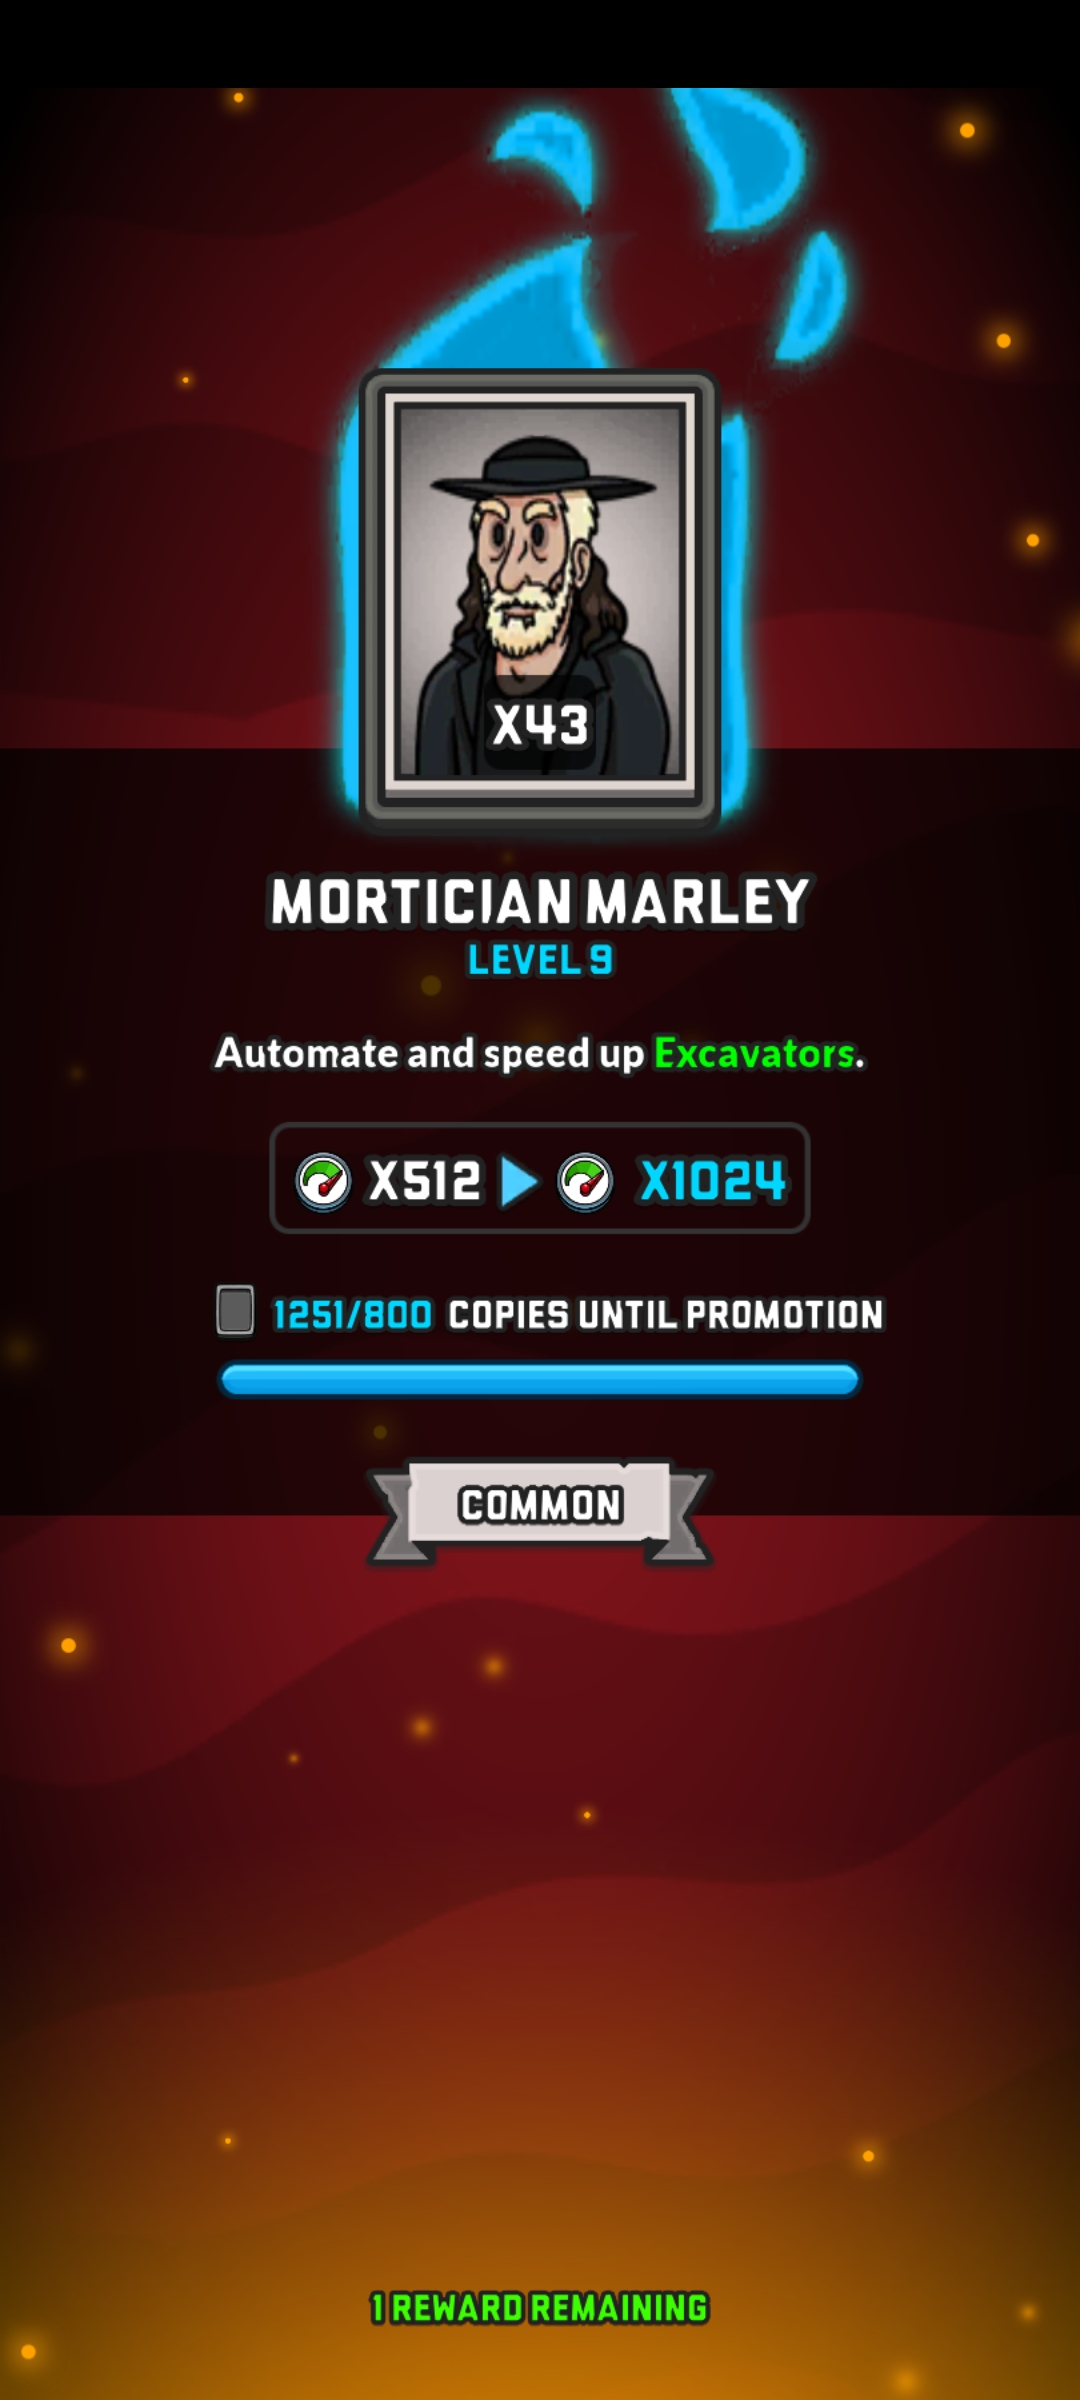 X43
MORTICIAN MARLEY
LEVEL 9
Automate and speed up Excavators.
X512 X1024
1251/800 COPIES UNTIL PROMOTION
COMMON
1 REWARD REMAINING